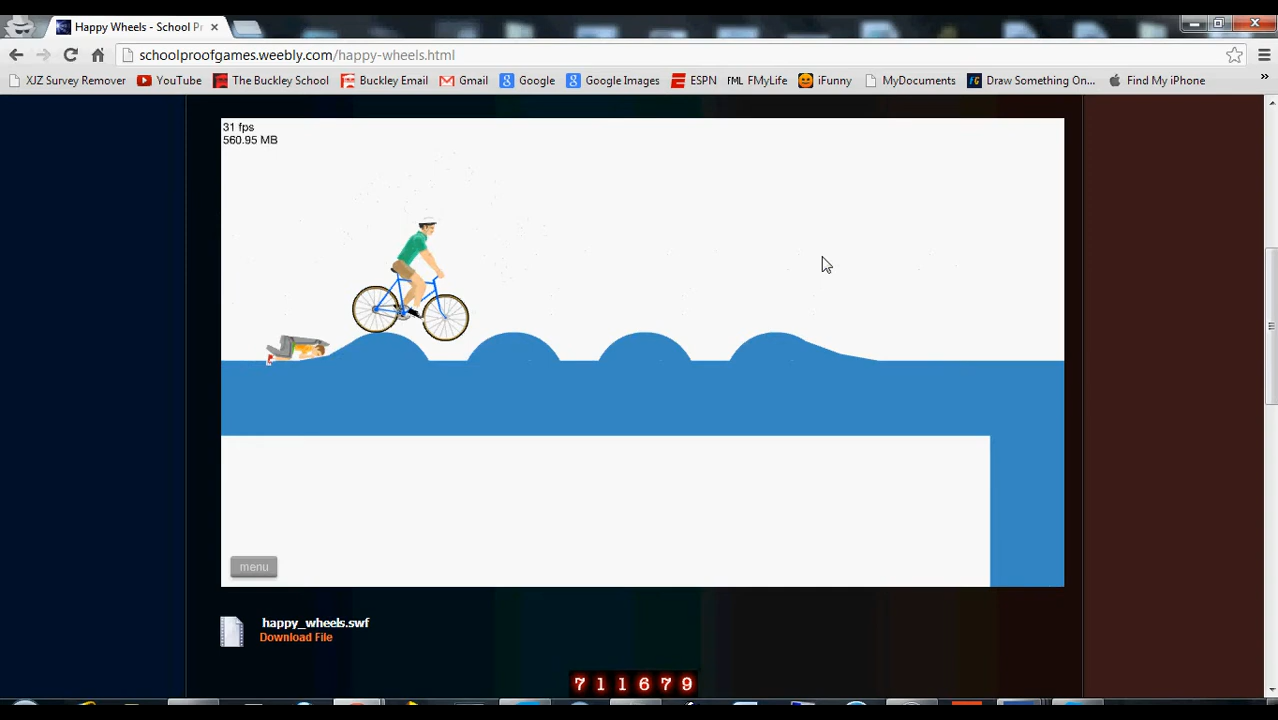 Happy Wheels - School Pr
schoolproofgames.weebly.com/happy-wheels.html
XJZ Survey Remover YouTube The Buckley School Buckley Email Gmail Google Google Images ESPN FML FMyLife iFunny MyDocuments Draw Something On... Find My iPhone »
31 fps
560.95 MB
menu
happy_wheels.swf
Download File
711679